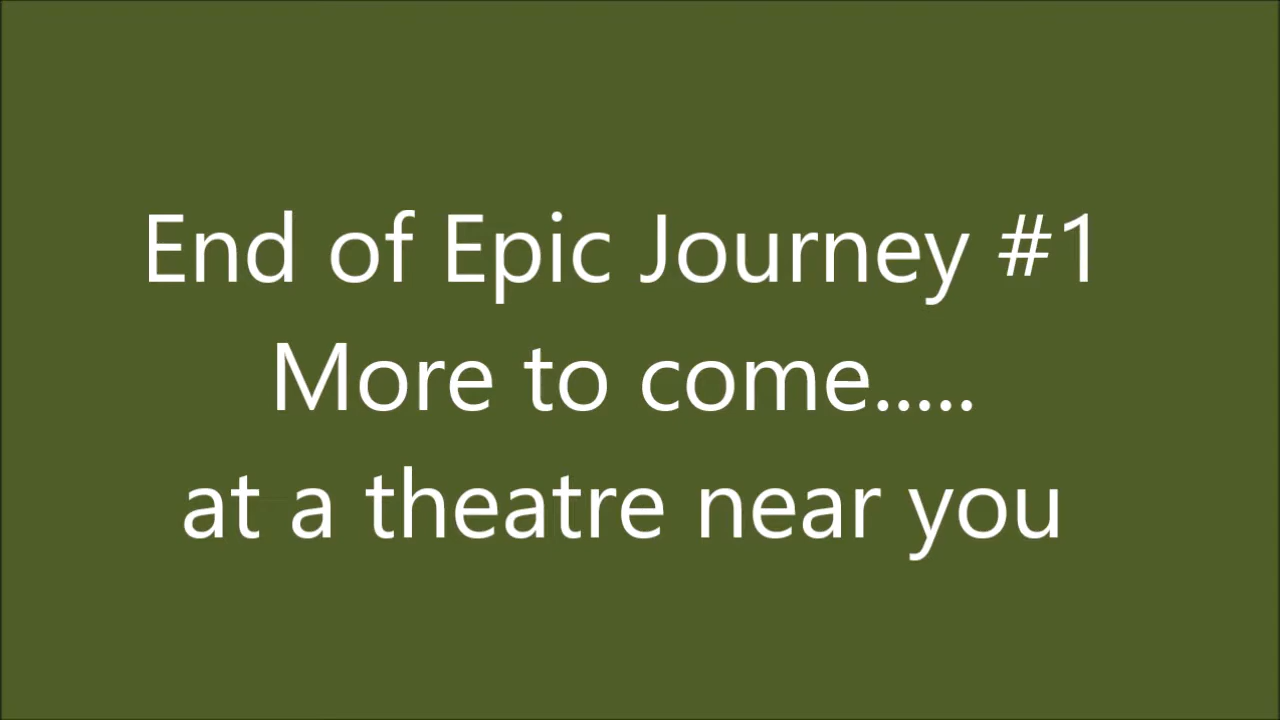 End of Epic Journey #1
More to come.....
at a theatre near you